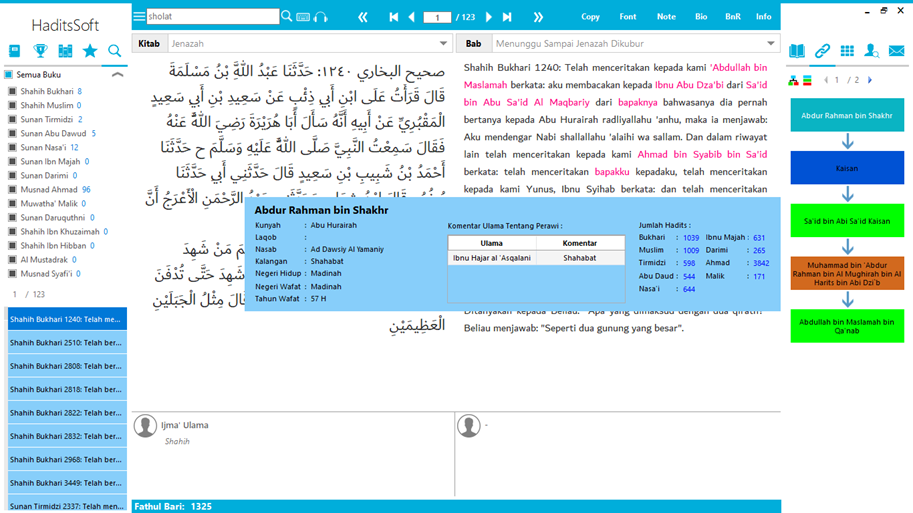 HaditsSoft
Semua Buku
Shahih Bukhari 8
Shahih Muslim 0
Sunan Tirmidzi 2
Sunan Abu Dawud 5
Sunan Nasa'i 12
Sunan Ibn Majah 0
Sunan Darimi 0
Musnad Ahmad 96
Muwatha' Malik 0
Sunan Daruquthni 0
Shahih Ibn Khuzaimah 0
Shahih Ibn Hibban 0
Al Mustadrak 0
Musnad Syafi'i 0
1 / 123
Shahih Bukhari 1240: Telah me...
Shahih Bukhari 2510: Telah ber...
Shahih Bukhari 2808: Telah ber...
Shahih Bukhari 2818: Telah ber...
Shahih Bukhari 2822: Telah ber...
Shahih Bukhari 2832: Telah ber...
Shahih Bukhari 2968: Telah ber...
Shahih Bukhari 3449: Telah ber...
Sunan Tirmidzi 2337: Telah men...
sholat
1 / 123
Copy Font Note Bio BnR Info
Kitab Jenazah
Bab Menunggu Sampai Jenazah Dikubur
صحيح البخاري ١٢٤٠: حَدَّثَنَا عَبْدُ اللَّهِ بْنُ مَسْلَمَةَ
قَالَ قَرَأْتُ عَلَى ابْنِ أَبِي ذِئْبٍ عَنْ سَعِيدِ بْنِ أَبِي سَعِيدٍ
الْمَقْبُرِيِّ عَنْ أَبِيهِ أَنَّهُ سَأَلَ أَبَا هُرَيْرَةَ رَضِيَ اللَّهُ عَنْهُ
فَقَالَ سَمِعْتُ النَّبِيَّ صَلَّى اللَّهُ عَلَيْهِ وَسَلَّمَ ح حَدَّثَنَا
أَحْمَدُ بْنُ شَبِيبِ بْنِ سَعِيدٍ قَالَ حَدَّثَنِي أَبِي حَدَّثَنَا
الرَّحْمَنِ الْأَعْرَجُ أَنَّ
مَنْ شَهِدَ
شَهِدَ حَتَّى تُدْفَنَ
قَالَ مِثْلُ الْجَبَلَيْنِ
الْعَظِيمَيْنِ
Shahih Bukhari 1240: Telah menceritakan kepada kami 'Abdullah bin
Maslamah berkata: aku membacakan kepada Ibnu Abu Dza'bi dari Sa'id
bin Abu Sa'id Al Maqbariy dari bapaknya bahwasanya dia pernah
bertanya kepada Abu Hurairah radliyallahu 'anhu, maka ia menjawab:
Aku mendengar Nabi shallallahu 'alaihi wa sallam. Dan dalam riwayat
lain telah menceritakan kepada kami Ahmad bin Syabib bin Sa'id
berkata: telah menceritakan bapakku kepadaku, telah menceritakan
kepada kami Yunus, Ibnu Syihab berkata: dan telah menceritakan
Ditanyakan kepada Beliau: "Apa yang dimaksud dengan dua qirath?"
Beliau menjawab: "Seperti dua gunung yang besar".
Abdur Rahman bin Shakhr
Kunyah : Abu Hurairah
Laqob :
Nasab : Ad Dawsiy Al Yamaniy
Kalangan : Shahabat
Negeri Hidup : Madinah
Negeri Wafat : Madinah
Tahun Wafat : 57 H
Komentar Ulama Tentang Perawi :
Ulama Komentar
Ibnu Hajar al 'Asqalani Shahabat
Jumlah Hadits :
Bukhari : 1039 Ibnu Majah : 631
Muslim : 1009 Darimi : 265
Tirmidzi : 598 Ahmad : 3842
Abu Daud : 544 Malik : 171
Nasa'i : 644
Ijma' Ulama
Shahih
-
Fathul Bari: 1325
1 / 2
Abdur Rahman bin Shakhr
Kaisan
Sa'id bin Abi Sa'id Kaisan
Muhammad bin 'Abdur
Rahman bin Al Mughirah bin Al
Harits bin Abi Dzi`b
Abdullah bin Maslamah bin
Qa'nab